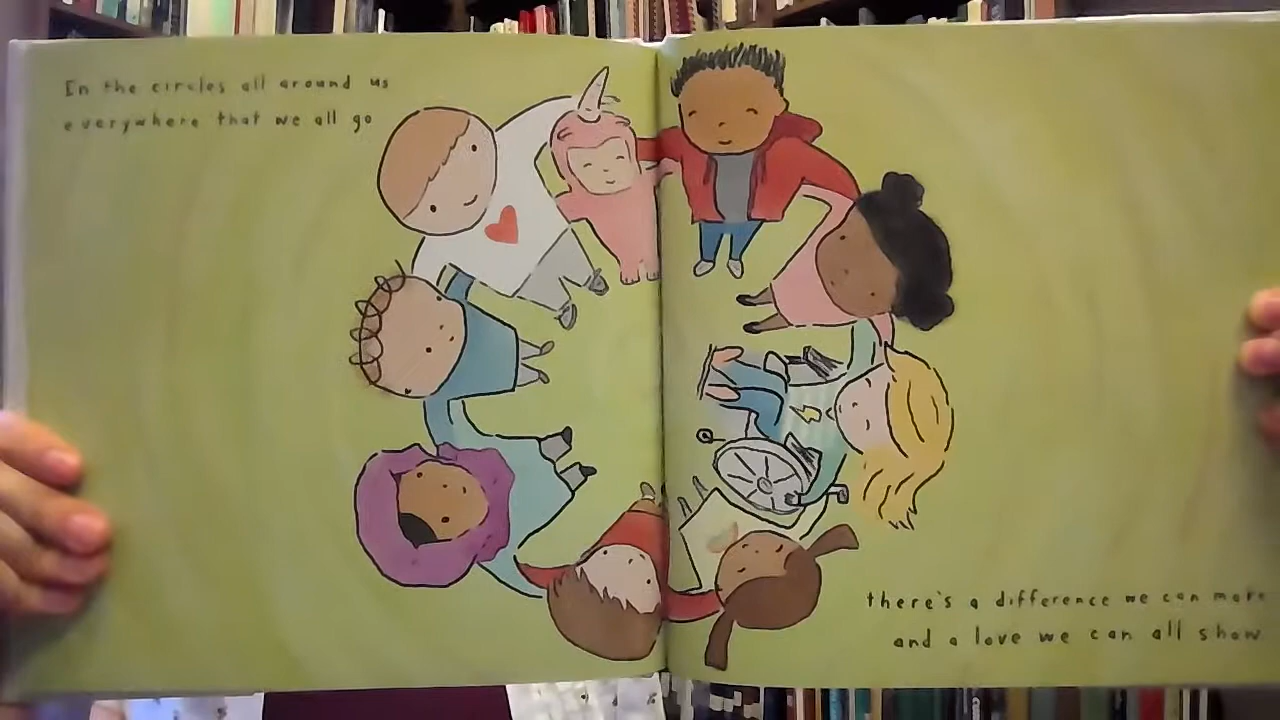 In the circles all around us
everywhere that we all go
there's a difference we can make
and a love we can all show